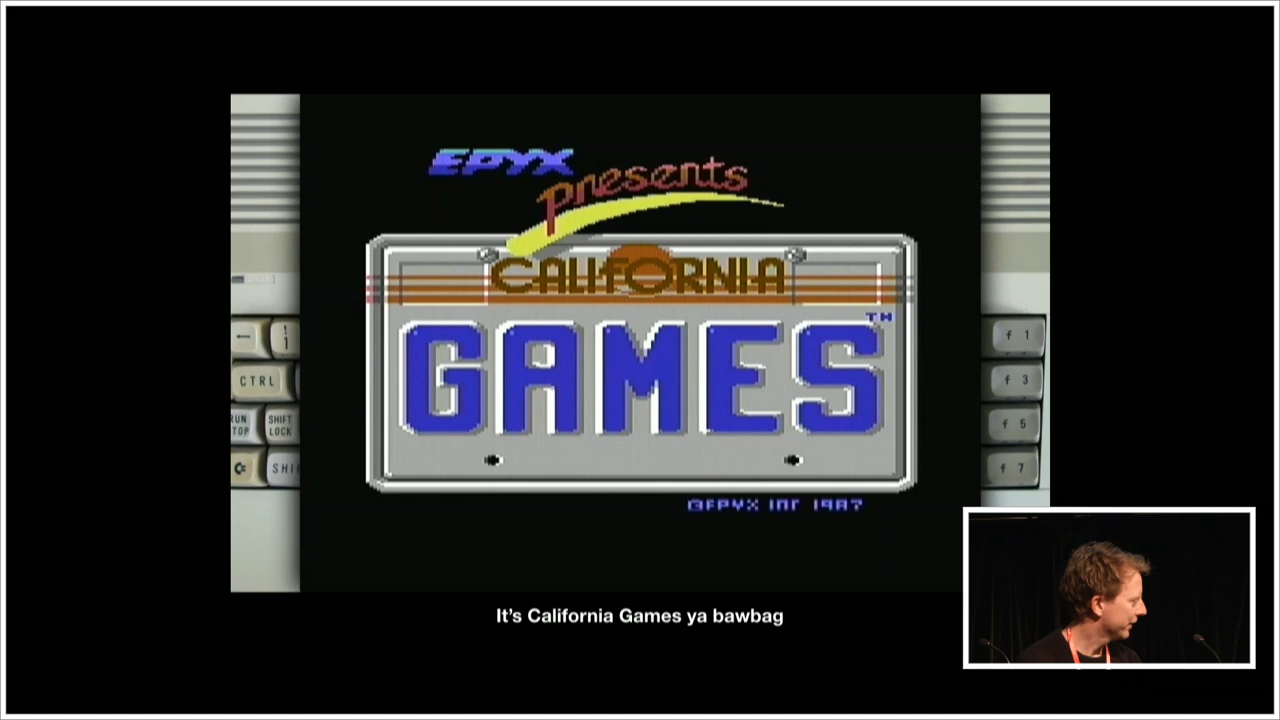 EPYX
presents
CALIFORNIA
GAMES TM
©EPYX INC 1987
←
!
1
CTRL
RUN
STOP
SHIFT
LOCK
f 1
f 3
f 5
f 7
It's California Games ya bawbag